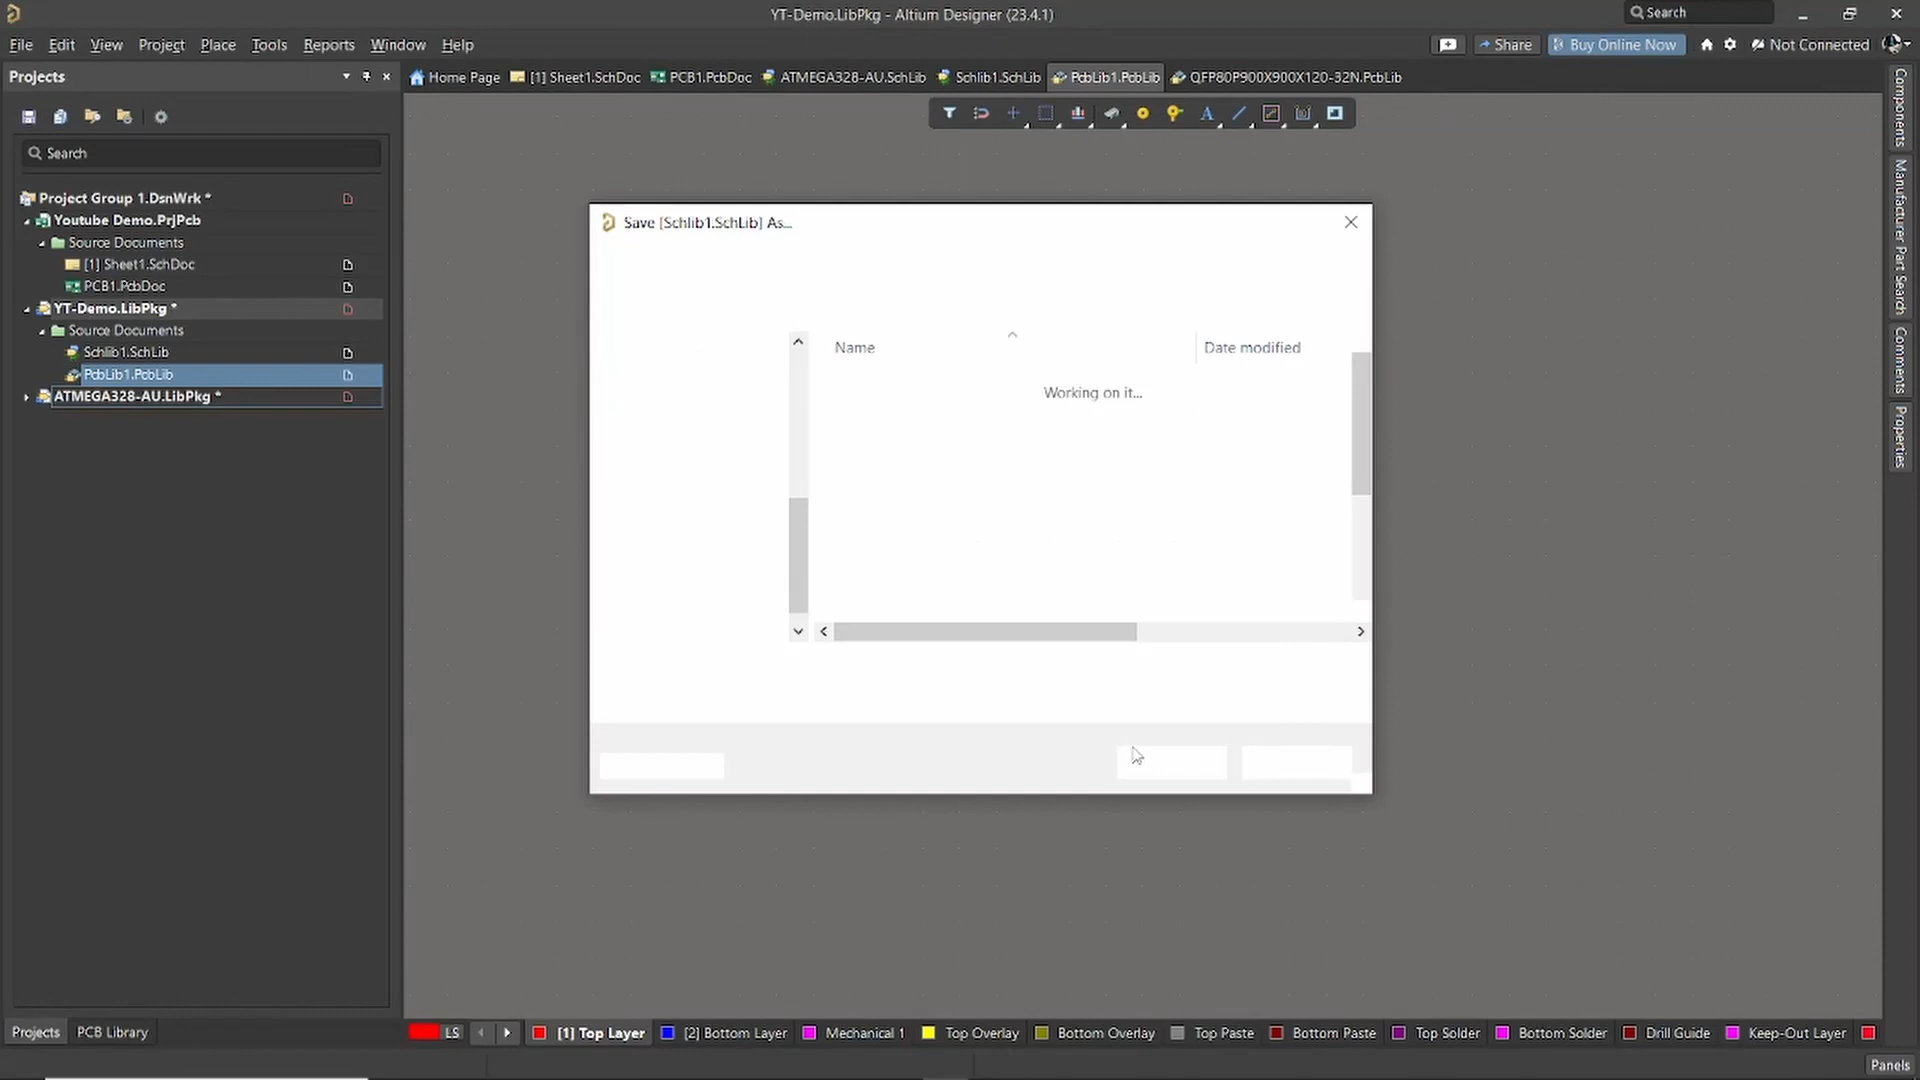 YT-Demo.LibPkg - Altium Designer (23.4.1)
Search
File Edit View Project Place Tools Reports Window Help
Share
Buy Online Now
Not Connected
Projects
Home Page
[1] Sheet1.SchDoc
PCB1.PcbDoc
ATMEGA328-AU.SchLib
Schlib1.SchLib
PcbLib1.PcbLib
QFP80P900X900X120-32N.PcbLib
Search
Project Group 1.DsnWrk *
Youtube Demo.PrjPcb
Source Documents
[1] Sheet1.SchDoc
PCB1.PcbDoc
YT-Demo.LibPkg *
Source Documents
Schlib1.SchLib
PcbLib1.PcbLib
ATMEGA328-AU.LibPkg *
Save [Schlib1.SchLib] As...
Name
Date modified
Working on it...
Components
Manufacturer Part Search
Comments
Properties
Projects
PCB Library
LS
[1] Top Layer
[2] Bottom Layer
Mechanical 1
Top Overlay
Bottom Overlay
Top Paste
Bottom Paste
Top Solder
Bottom Solder
Drill Guide
Keep-Out Layer
Panels